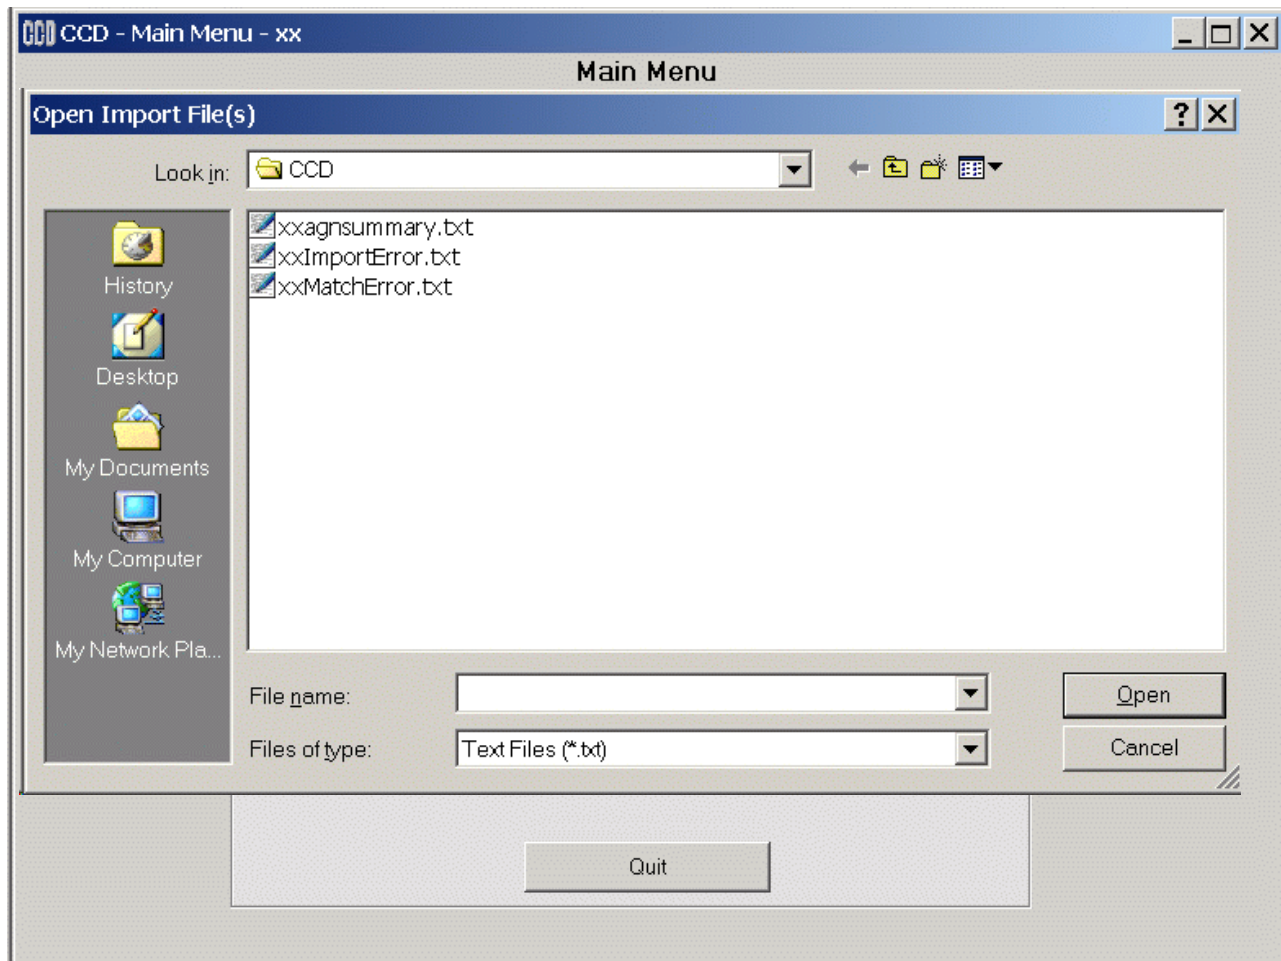 CCD CCD - Main Menu - xx
Main Menu
Open Import File(s)
?
Look in: CCD
xxagnsummary.txt
xxImportError.txt
xxMatchError.txt
History
Desktop
My Documents
My Computer
My Network Pla...
File name:
Open
Files of type: Text Files (*.txt)
Cancel
Quit